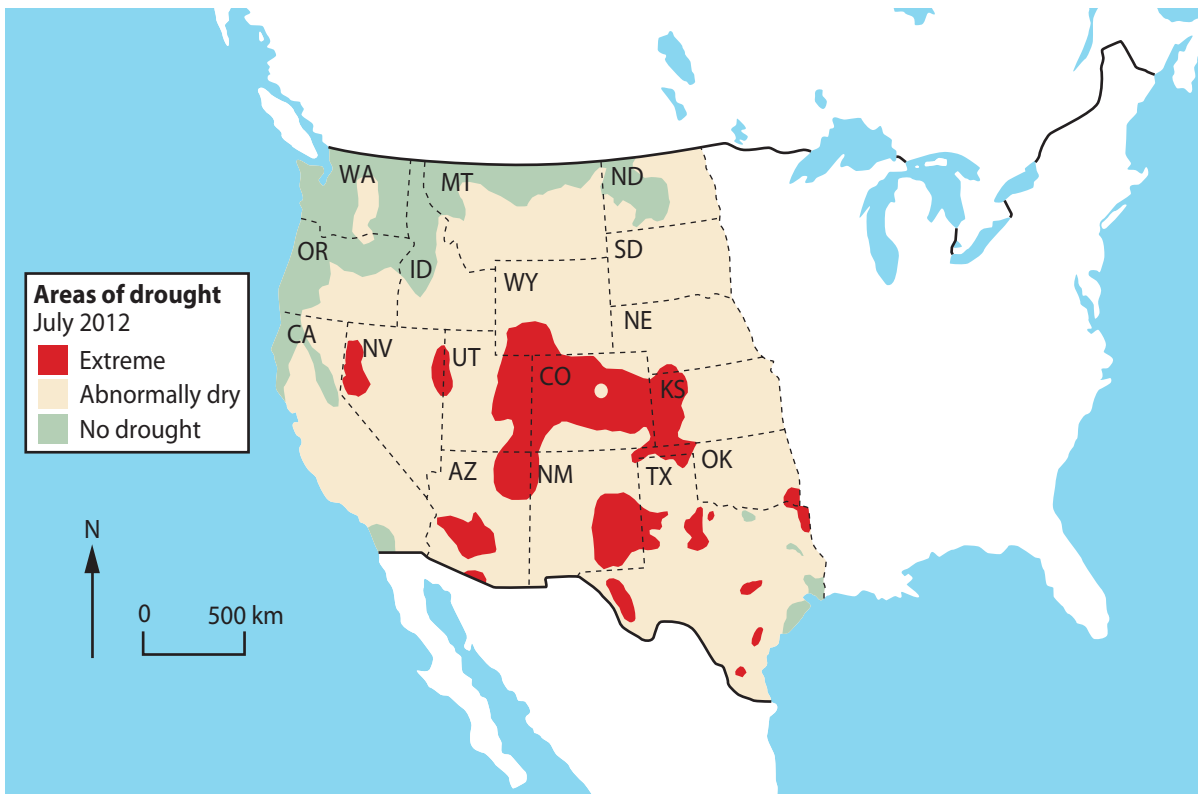 WA
MT
ND
OR
ID
SD
WY
Areas of drought
July 2012
Extreme
Abnormally dry
No drought
CA
NV
UT
CO
NE
KS
AZ
NM
TX
OK
N
0 500 km